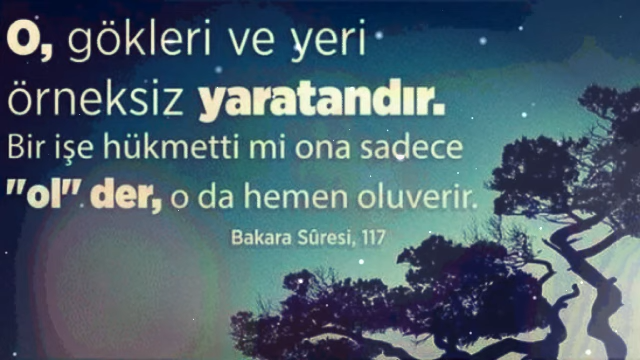 O, gökleri ve yeri
örneksiz yaratandır.
Bir işe hükmetti mi ona sadece
"ol" der, o da hemen oluverir.
Bakara Sûresi, 117